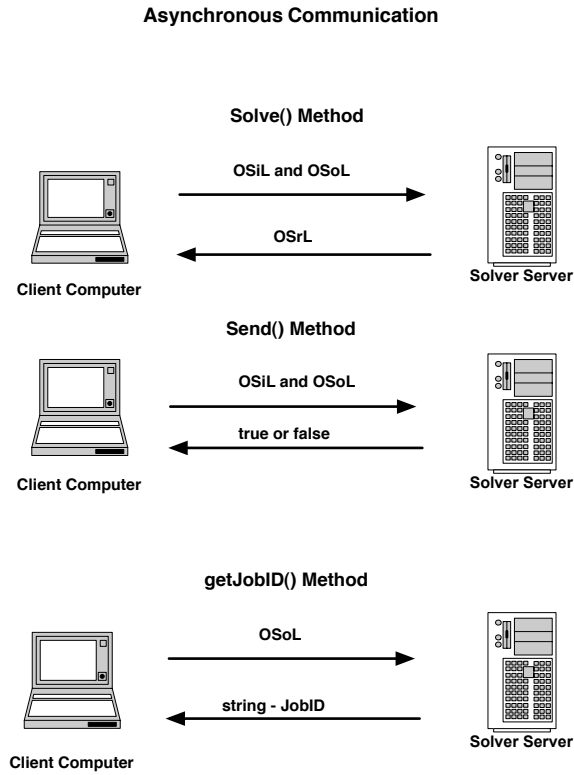 Asynchronous Communication
Solve() Method
OSiL and OSoL
OSrL
Client Computer
Solver Server
Send() Method
OSiL and OSoL
true or false
Client Computer
Solver Server
getJobID() Method
OSoL
string - JobID
Client Computer
Solver Server